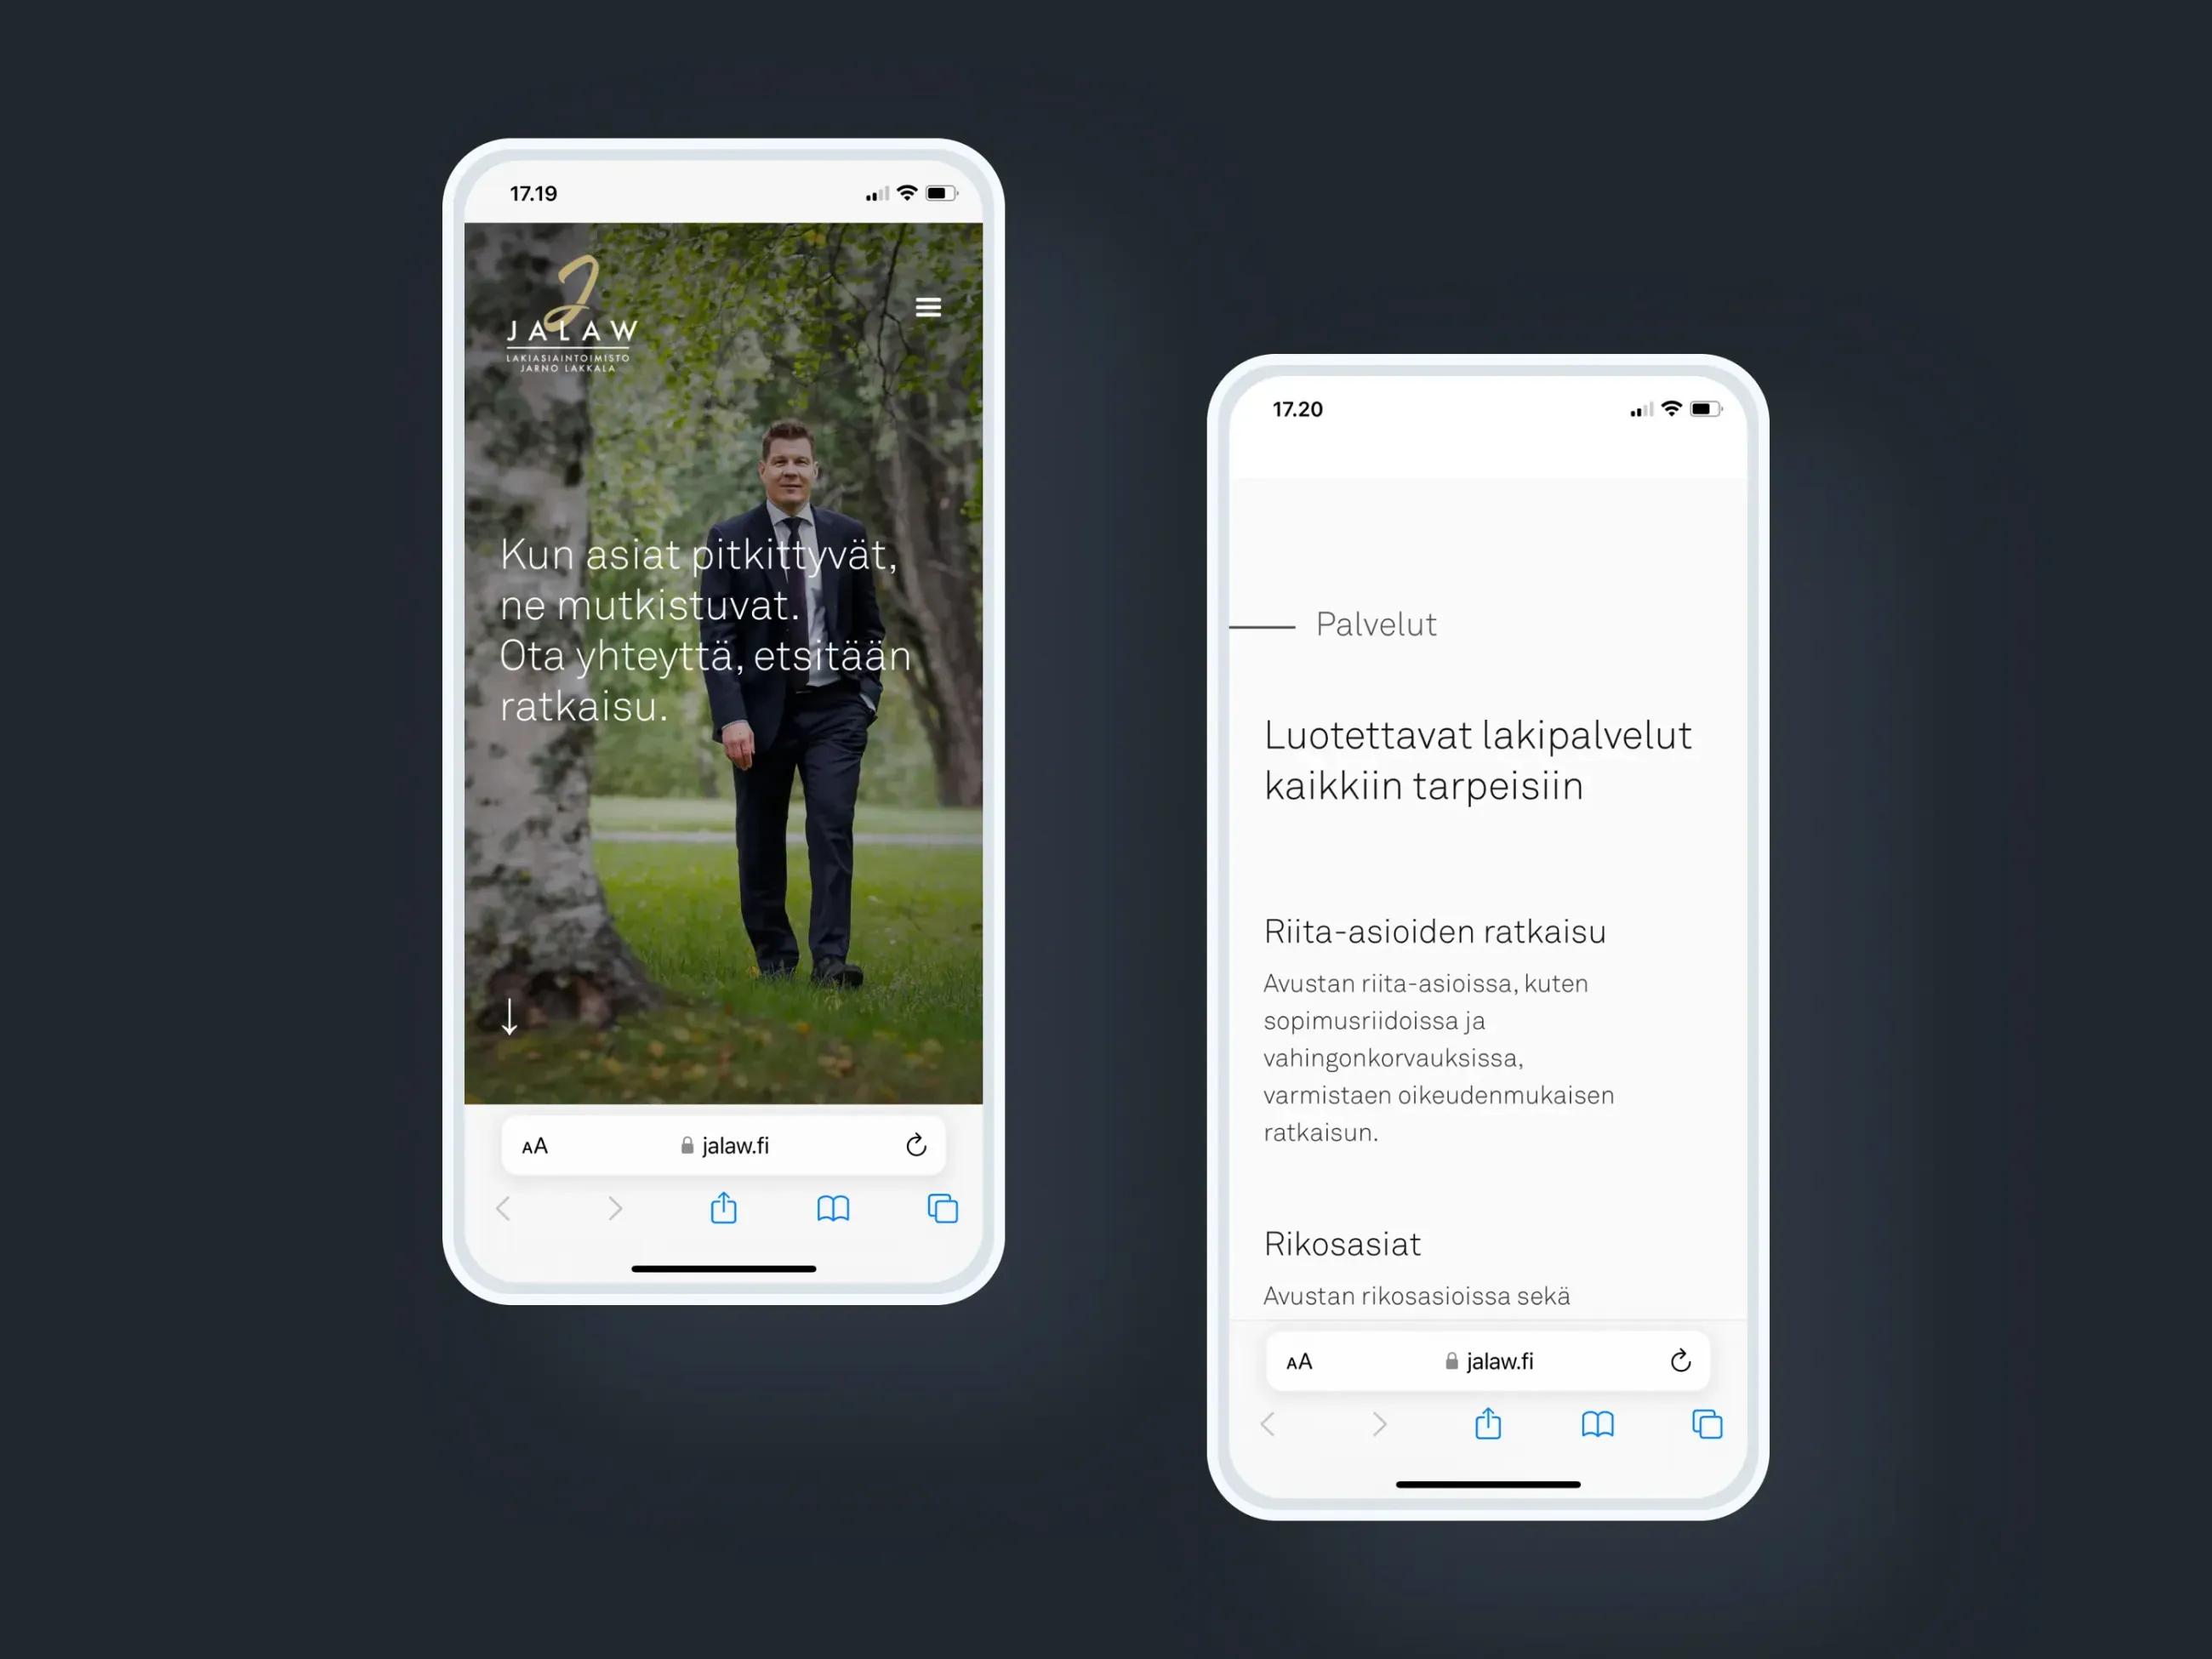 17.19
J
JALAW
LAKIASIAINTOIMISTO
JARNO LAKKALA
Kun asiat pitkittyvät,
ne mutkistuvat.
Ota yhteyttä, etsitään
ratkaisu.
AA jalaw.fi
17.20
Palvelut
Luotettavat lakipalvelut
kaikkiin tarpeisiin
Riita-asioiden ratkaisu
Avustan riita-asioissa, kuten
sopimusriidoissa ja
vahingonkorvauksissa,
varmistaen oikeudenmukaisen
ratkaisun.
Rikosasiat
Avustan rikosasioissa sekä
AA jalaw.fi